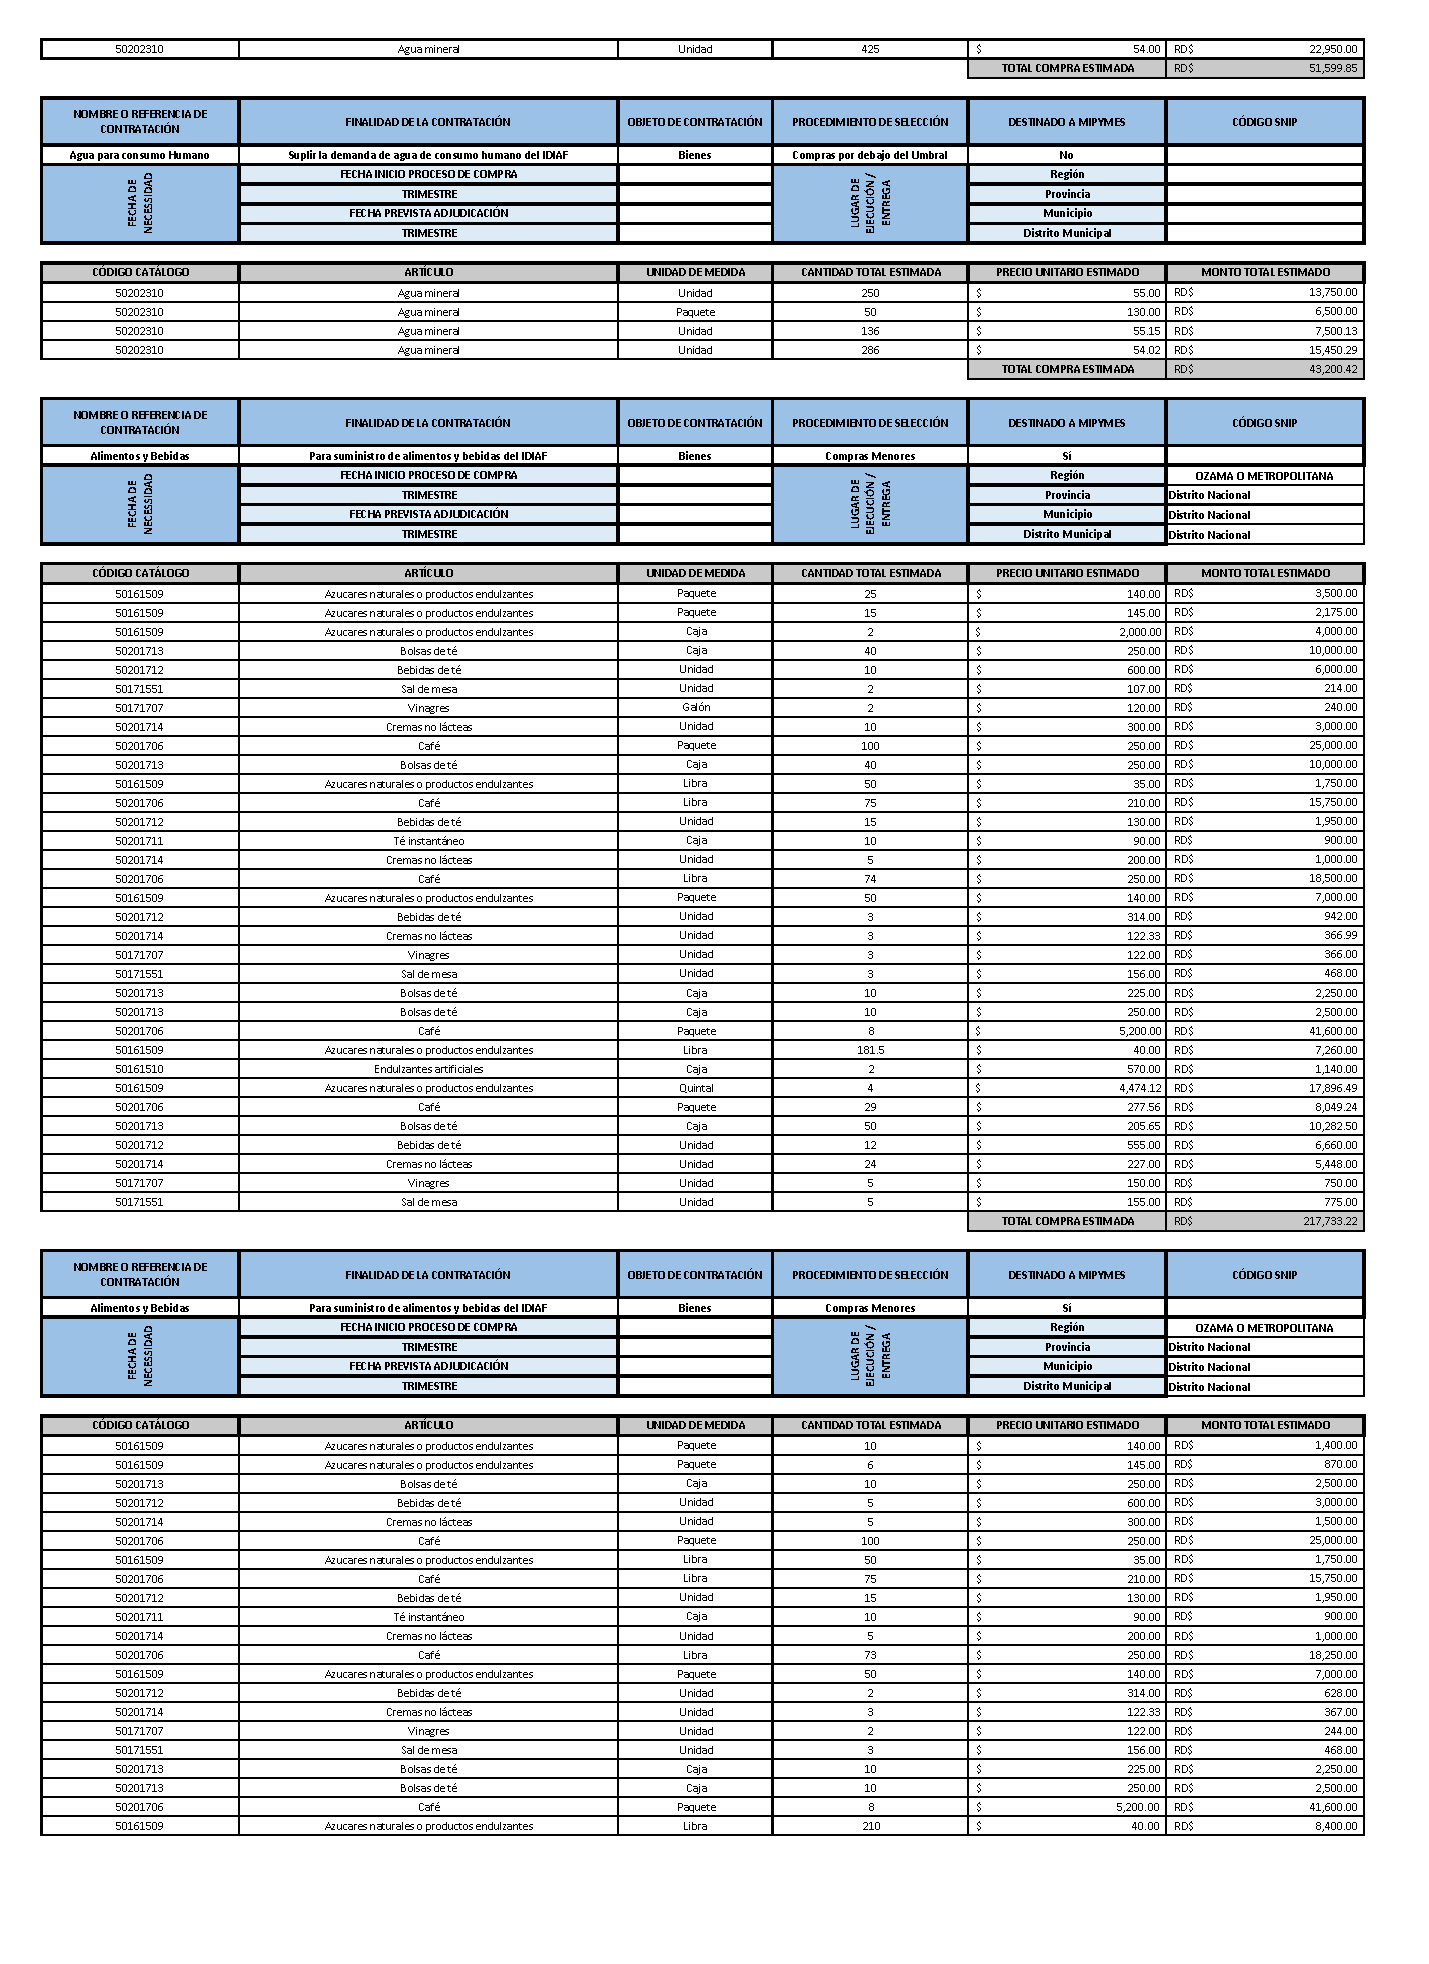 50202310 Agua mineral Unidad 425 $ 54.00 RD$ 22,950.00
TOTAL COMPRA ESTIMADA RD$ 51,599.85
NOMBRE O REFERENCIA DE CONTRATACIÓN FINALIDAD DE LA CONTRATACIÓN OBJETO DE CONTRATACIÓN PROCEDIMIENTO DE SELECCIÓN DESTINADO A MIPYMES CÓDIGO SNIP
Agua para consumo Humano Suplir la demanda de agua de consumo humano del IDIAF Bienes Compras por debajo del Umbral No
FECHA DE NECESSIDAD FECHA INICIO PROCESO DE COMPRA LUGAR DE EJECUCIÓN / ENTREGA Región
TRIMESTRE Provincia
FECHA PREVISTA ADJUDICACIÓN Municipio
TRIMESTRE Distrito Municipal
CÓDIGO CATÁLOGO ARTÍCULO UNIDAD DE MEDIDA CANTIDAD TOTAL ESTIMADA PRECIO UNITARIO ESTIMADO MONTO TOTAL ESTIMADO
50202310 Agua mineral Unidad 250 $ 55.00 RD$ 13,750.00
50202310 Agua mineral Paquete 50 $ 130.00 RD$ 6,500.00
50202310 Agua mineral Unidad 136 $ 55.15 RD$ 7,500.13
50202310 Agua mineral Unidad 286 $ 54.02 RD$ 15,450.29
TOTAL COMPRA ESTIMADA RD$ 43,200.42
NOMBRE O REFERENCIA DE CONTRATACIÓN FINALIDAD DE LA CONTRATACIÓN OBJETO DE CONTRATACIÓN PROCEDIMIENTO DE SELECCIÓN DESTINADO A MIPYMES CÓDIGO SNIP
Alimentos y Bebidas Para suministro de alimentos y bebidas del IDIAF Bienes Compras Menores Sí
FECHA DE NECESSIDAD FECHA INICIO PROCESO DE COMPRA LUGAR DE EJECUCIÓN / ENTREGA Región OZAMA O METROPOLITANA
TRIMESTRE Provincia Distrito Nacional
FECHA PREVISTA ADJUDICACIÓN Municipio Distrito Nacional
TRIMESTRE Distrito Municipal Distrito Nacional
CÓDIGO CATÁLOGO ARTÍCULO UNIDAD DE MEDIDA CANTIDAD TOTAL ESTIMADA PRECIO UNITARIO ESTIMADO MONTO TOTAL ESTIMADO
50161509 Azucares naturales o productos endulzantes Paquete 25 $ 140.00 RD$ 3,500.00
50161509 Azucares naturales o productos endulzantes Paquete 15 $ 145.00 RD$ 2,175.00
50161509 Azucares naturales o productos endulzantes Caja 2 $ 2,000.00 RD$ 4,000.00
50201713 Bolsas de té Caja 40 $ 250.00 RD$ 10,000.00
50201712 Bebidas de té Unidad 10 $ 600.00 RD$ 6,000.00
50171551 Sal de mesa Unidad 2 $ 107.00 RD$ 214.00
50171707 Vinagres Galón 2 $ 120.00 RD$ 240.00
50201714 Cremas no lácteas Unidad 10 $ 300.00 RD$ 3,000.00
50201706 Café Paquete 100 $ 250.00 RD$ 25,000.00
50201713 Bolsas de té Caja 40 $ 250.00 RD$ 10,000.00
50161509 Azucares naturales o productos endulzantes Libra 50 $ 35.00 RD$ 1,750.00
50201706 Café Libra 75 $ 210.00 RD$ 15,750.00
50201712 Bebidas de té Unidad 15 $ 130.00 RD$ 1,950.00
50201711 Té instantáneo Caja 10 $ 90.00 RD$ 900.00
50201714 Cremas no lácteas Unidad 5 $ 200.00 RD$ 1,000.00
50201706 Café Libra 74 $ 250.00 RD$ 18,500.00
50161509 Azucares naturales o productos endulzantes Paquete 50 $ 140.00 RD$ 7,000.00
50201712 Bebidas de té Unidad 3 $ 314.00 RD$ 942.00
50201714 Cremas no lácteas Unidad 3 $ 122.33 RD$ 366.99
50171707 Vinagres Unidad 3 $ 122.00 RD$ 366.00
50171551 Sal de mesa Unidad 3 $ 156.00 RD$ 468.00
50201713 Bolsas de té Caja 10 $ 225.00 RD$ 2,250.00
50201713 Bolsas de té Caja 10 $ 250.00 RD$ 2,500.00
50201706 Café Paquete 8 $ 5,200.00 RD$ 41,600.00
50161509 Azucares naturales o productos endulzantes Libra 181.5 $ 40.00 RD$ 7,260.00
50161510 Endulzantes artificiales Caja 2 $ 570.00 RD$ 1,140.00
50161509 Azucares naturales o productos endulzantes Quintal 4 $ 4,474.12 RD$ 17,896.49
50201706 Café Paquete 29 $ 277.56 RD$ 8,049.24
50201713 Bolsas de té Caja 50 $ 205.65 RD$ 10,282.50
50201712 Bebidas de té Unidad 12 $ 555.00 RD$ 6,660.00
50201714 Cremas no lácteas Unidad 24 $ 227.00 RD$ 5,448.00
50171707 Vinagres Unidad 5 $ 150.00 RD$ 750.00
50171551 Sal de mesa Unidad 5 $ 155.00 RD$ 775.00
TOTAL COMPRA ESTIMADA RD$ 217,733.22
NOMBRE O REFERENCIA DE CONTRATACIÓN FINALIDAD DE LA CONTRATACIÓN OBJETO DE CONTRATACIÓN PROCEDIMIENTO DE SELECCIÓN DESTINADO A MIPYMES CÓDIGO SNIP
Alimentos y Bebidas Para suministro de alimentos y bebidas del IDIAF Bienes Compras Menores Sí
FECHA DE NECESSIDAD FECHA INICIO PROCESO DE COMPRA LUGAR DE EJECUCIÓN / ENTREGA Región OZAMA O METROPOLITANA
TRIMESTRE Provincia Distrito Nacional
FECHA PREVISTA ADJUDICACIÓN Municipio Distrito Nacional
TRIMESTRE Distrito Municipal Distrito Nacional
CÓDIGO CATÁLOGO ARTÍCULO UNIDAD DE MEDIDA CANTIDAD TOTAL ESTIMADA PRECIO UNITARIO ESTIMADO MONTO TOTAL ESTIMADO
50161509 Azucares naturales o productos endulzantes Paquete 10 $ 140.00 RD$ 1,400.00
50161509 Azucares naturales o productos endulzantes Paquete 6 $ 145.00 RD$ 870.00
50201713 Bolsas de té Caja 10 $ 250.00 RD$ 2,500.00
50201712 Bebidas de té Unidad 5 $ 600.00 RD$ 3,000.00
50201714 Cremas no lácteas Unidad 5 $ 300.00 RD$ 1,500.00
50201706 Café Paquete 100 $ 250.00 RD$ 25,000.00
50161509 Azucares naturales o productos endulzantes Libra 50 $ 35.00 RD$ 1,750.00
50201706 Café Libra 75 $ 210.00 RD$ 15,750.00
50201712 Bebidas de té Unidad 15 $ 130.00 RD$ 1,950.00
50201711 Té instantáneo Caja 10 $ 90.00 RD$ 900.00
50201714 Cremas no lácteas Unidad 5 $ 200.00 RD$ 1,000.00
50201706 Café Libra 73 $ 250.00 RD$ 18,250.00
50161509 Azucares naturales o productos endulzantes Paquete 50 $ 140.00 RD$ 7,000.00
50201712 Bebidas de té Unidad 2 $ 314.00 RD$ 628.00
50201714 Cremas no lácteas Unidad 3 $ 122.33 RD$ 367.00
50171707 Vinagres Unidad 2 $ 122.00 RD$ 244.00
50171551 Sal de mesa Unidad 3 $ 156.00 RD$ 468.00
50201713 Bolsas de té Caja 10 $ 225.00 RD$ 2,250.00
50201713 Bolsas de té Caja 10 $ 250.00 RD$ 2,500.00
50201706 Café Paquete 8 $ 5,200.00 RD$ 41,600.00
50161509 Azucares naturales o productos endulzantes Libra 210 $ 40.00 RD$ 8,400.00